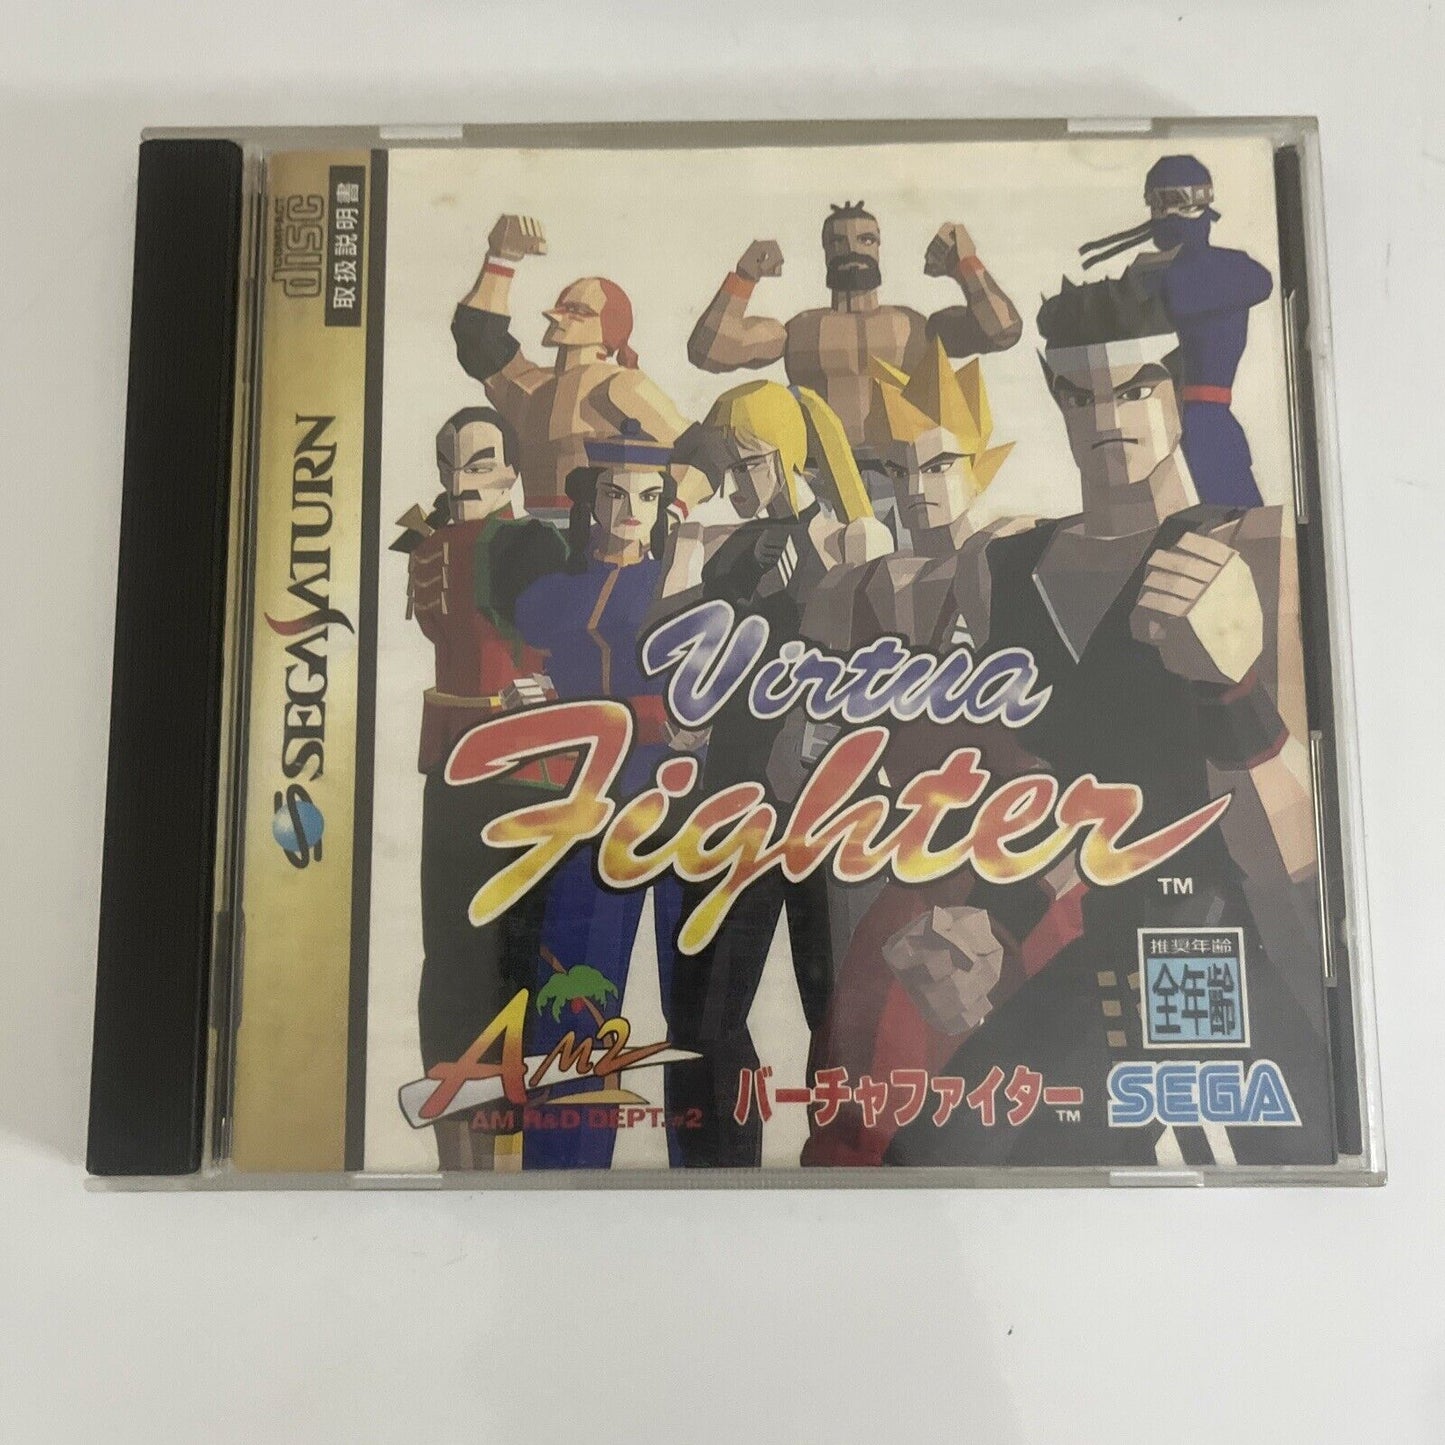 COMPACT
disc
取扱説明書
SEGA SATURN
Virtua
Fighter
TM
推奨年齢
全年齢
AM2
AM R&D DEPT.#2
バーチャファイター
TM
SEGA